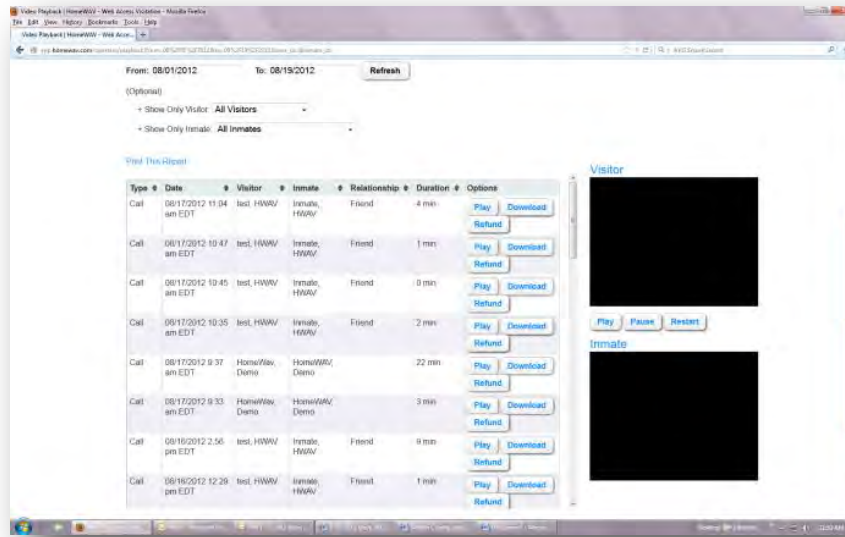 Video Playback | HomeWAV - Web Access Visitation - Mozilla Firefox
File Edit View History Bookmarks Tools Help
Video Playback | HomeWAV - Web Acces...
From: 08/01/2012 To: 08/19/2012 Refresh
(Optional)
+ Show Only Visitor: All Visitors
+ Show Only Inmate: All Inmates
Print This Report
Visitor
Type Date Visitor Inmate Relationship Duration Options
Call 08/17/2012 11:04 am EDT test, HWAV Inmate, HWAV Friend 4 min Play Download Refund
Call 08/17/2012 10:47 am EDT test, HWAV Inmate, HWAV Friend 1 min Play Download Refund
Call 08/17/2012 10:45 am EDT test, HWAV Inmate, HWAV Friend 0 min Play Download Refund
Call 08/17/2012 10:35 am EDT test, HWAV Inmate, HWAV Friend 2 min Play Download Refund
Play Pause Restart
Inmate
Call 08/17/2012 9:37 am EDT HomeWav, Demo HomeWAV, Demo 22 min Play Download Refund
Call 08/17/2012 9:33 am EDT HomeWav, Demo HomeWAV, Demo 3 min Play Download Refund
Call 08/16/2012 2:56 pm EDT test, HWAV Inmate, HWAV Friend 9 min Play Download Refund
Call 08/16/2012 12:29 pm EDT test, HWAV Inmate, HWAV Friend 1 min Play Download Refund